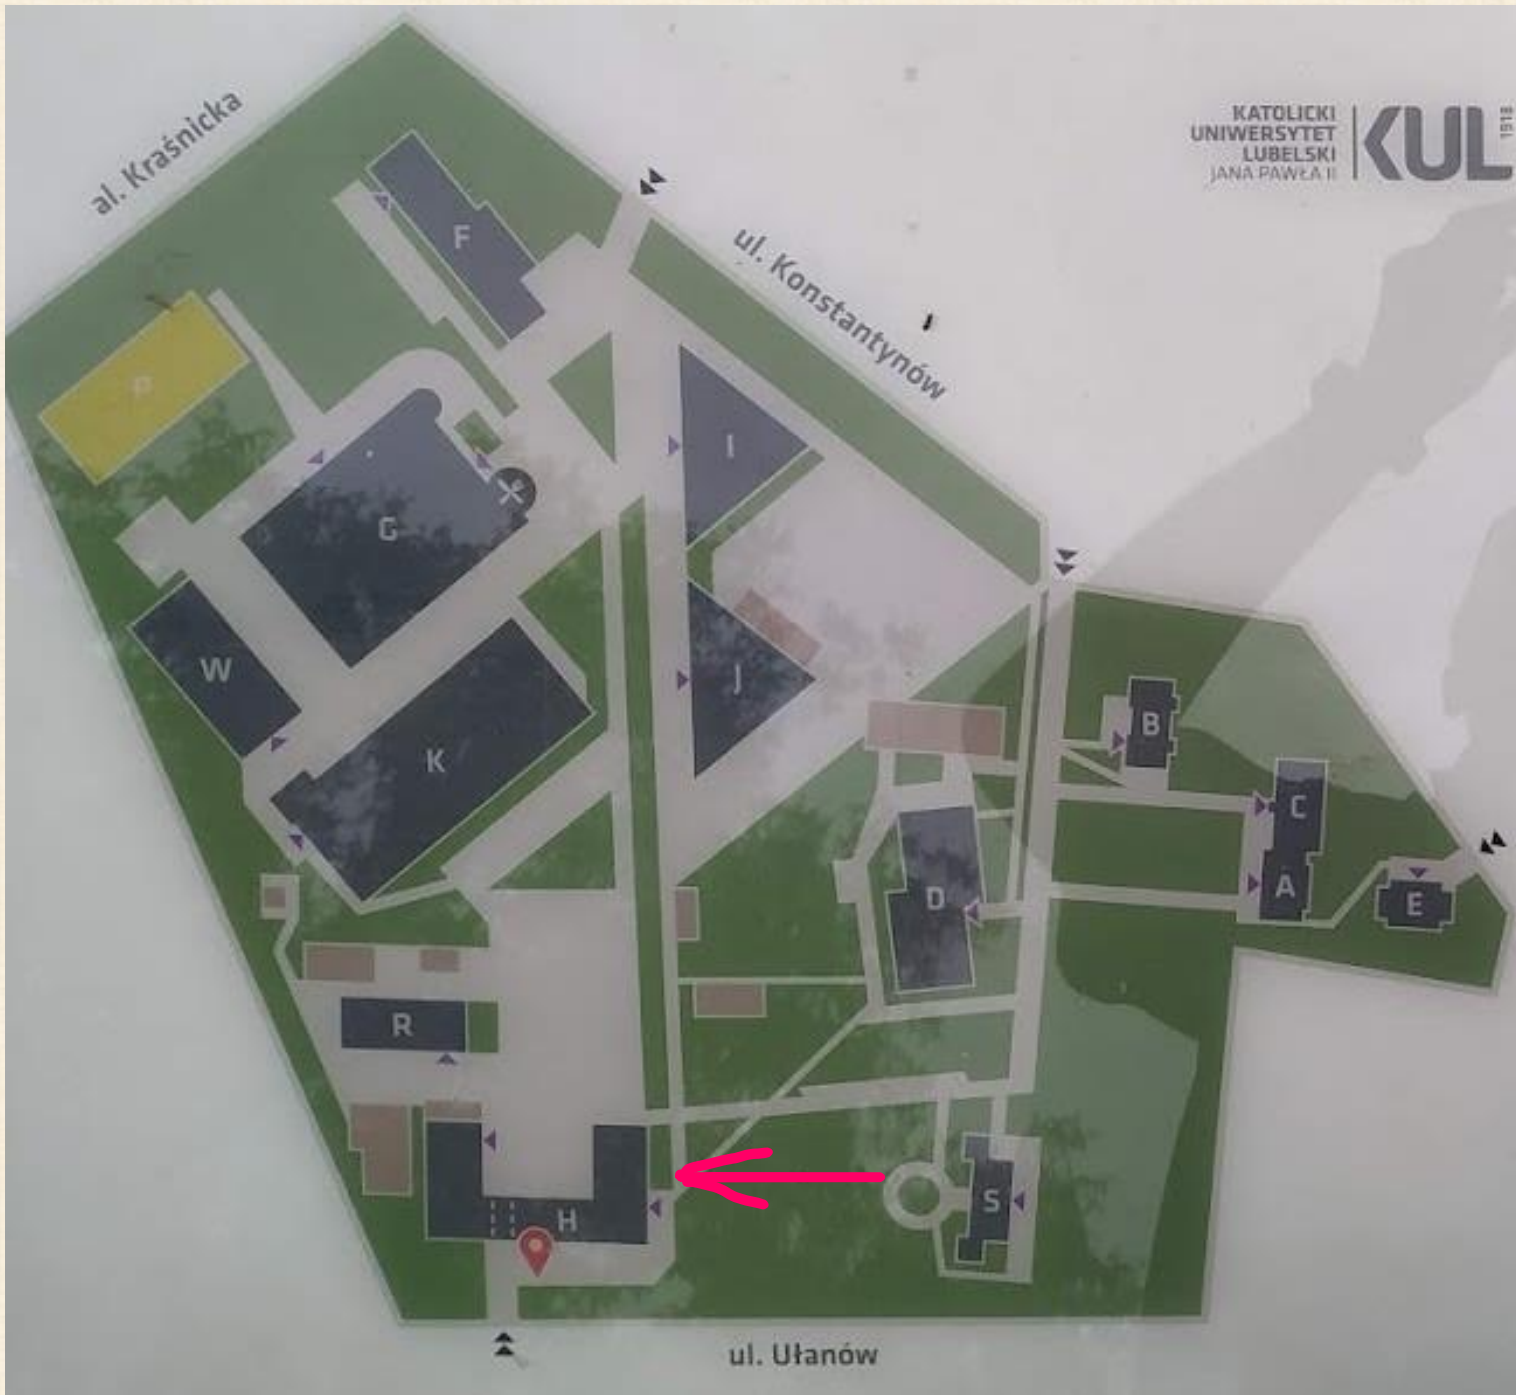 al. Kraśnicka
KATOLICKI
UNIWERSYTET
LUBELSKI
JANA PAWŁA II
KUL
1918
ul. Konstantynów
F
P
I
G
W
J
K
B
C
A
E
D
R
H
S
ul. Ułanów